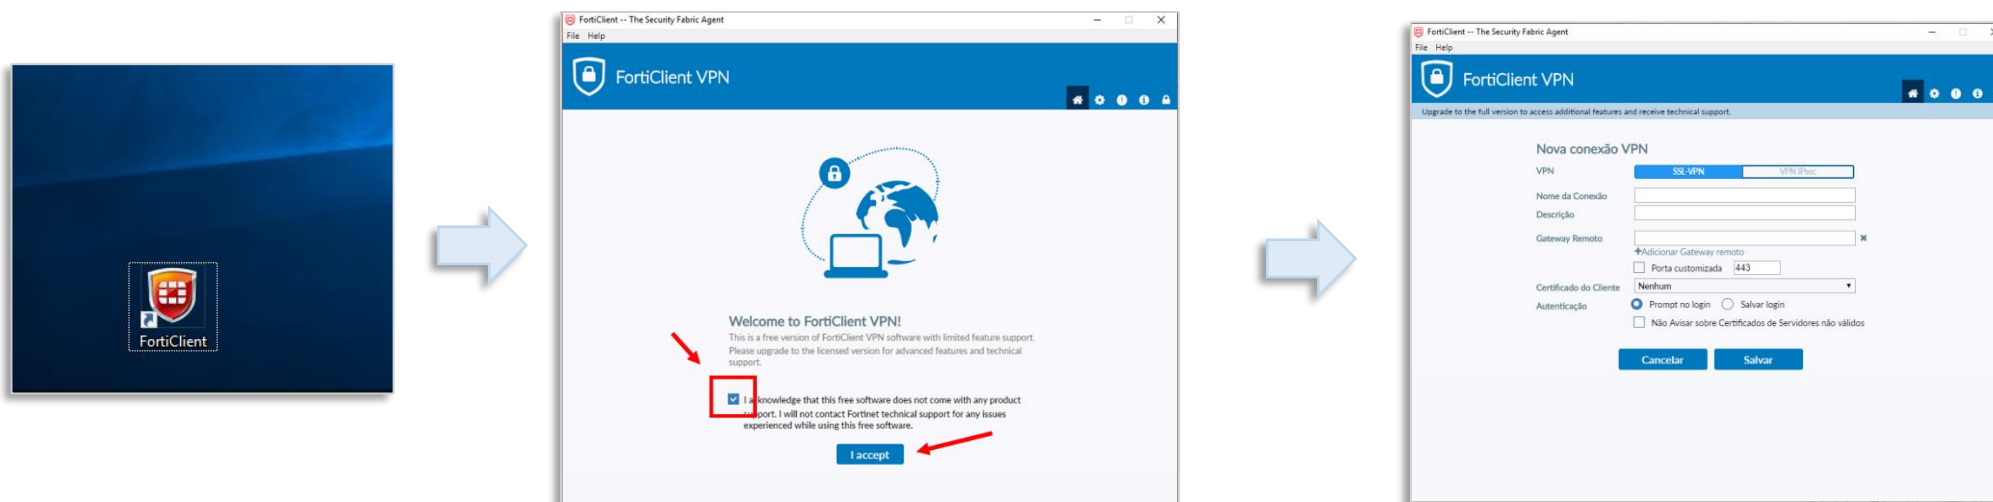 FortiClient
FortiClient -- The Security Fabric Agent
File Help
FortiClient VPN
Welcome to FortiClient VPN!
This is a free version of FortiClient VPN software with limited feature support.
Please upgrade to the licensed version for advanced features and technical
support.
I acknowledge that this free software does not come with any product
support. I will not contact Fortinet technical support for any issues
experienced while using this free software.
I accept
FortiClient -- The Security Fabric Agent
File Help
FortiClient VPN
Upgrade to the full version to access additional features and receive technical support.
Nova conexão VPN
VPN SSL-VPN VPN IPsec
Nome da Conexão
Descrição
Gateway Remoto
+Adicionar Gateway remoto
Porta customizada 443
Certificado do Cliente Nenhum
Autenticação Prompt no login Salvar login
Não Avisar sobre Certificados de Servidores não válidos
Cancelar Salvar